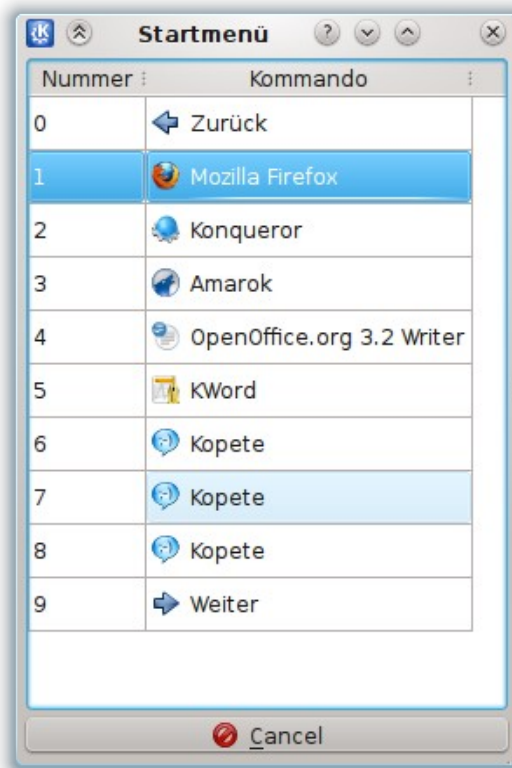 Startmenü
Nummer Kommando
0 Zurück
1 Mozilla Firefox
2 Konqueror
3 Amarok
4 OpenOffice.org 3.2 Writer
5 KWord
6 Kopete
7 Kopete
8 Kopete
9 Weiter
Cancel